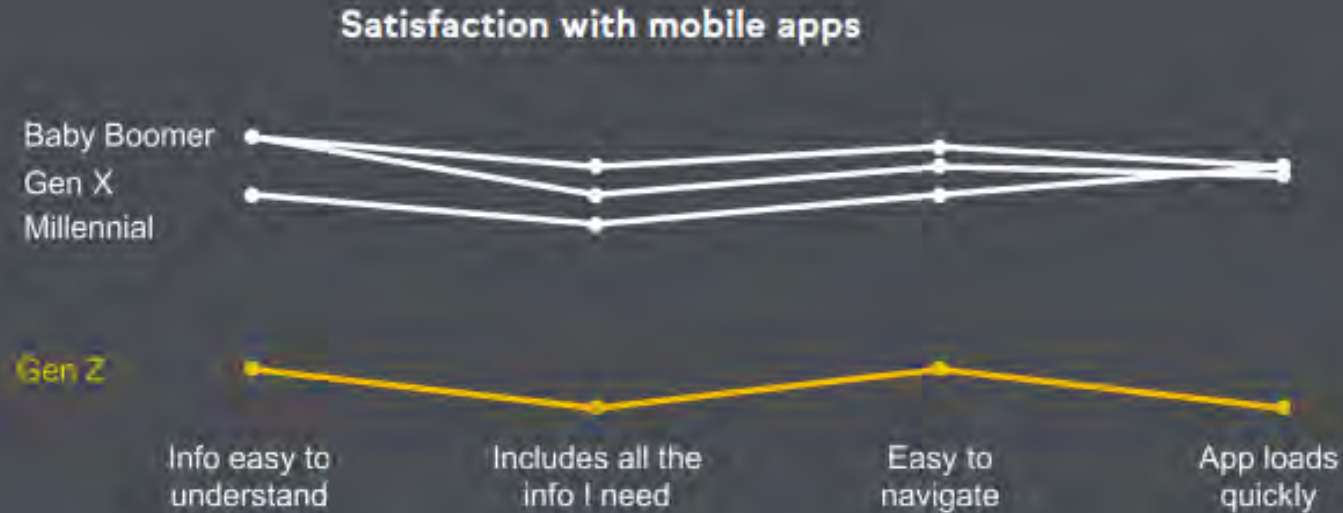 Satisfaction with mobile apps
Baby Boomer
Gen X
Millennial
Gen Z
Info easy to
understand
Includes all the
info I need
Easy to
navigate
App loads
quickly